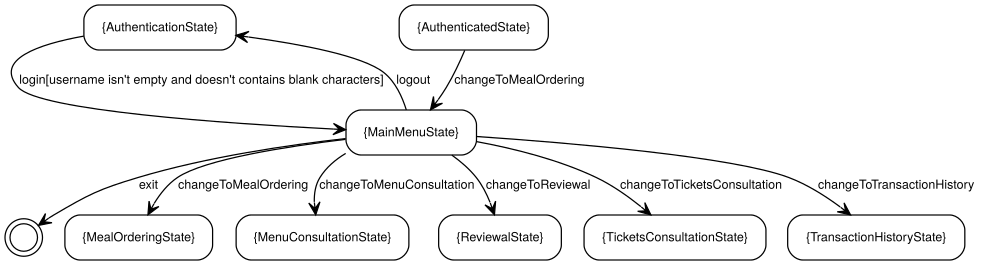 {AuthenticationState}
{AuthenticatedState}
login[username isn't empty and doesn't contains blank characters]
logout
changeToMealOrdering
{MainMenuState}
exit
changeToMealOrdering
changeToMenuConsultation
changeToReviewal
changeToTicketsConsultation
changeToTransactionHistory
{MealOrderingState}
{MenuConsultationState}
{ReviewalState}
{TicketsConsultationState}
{TransactionHistoryState}